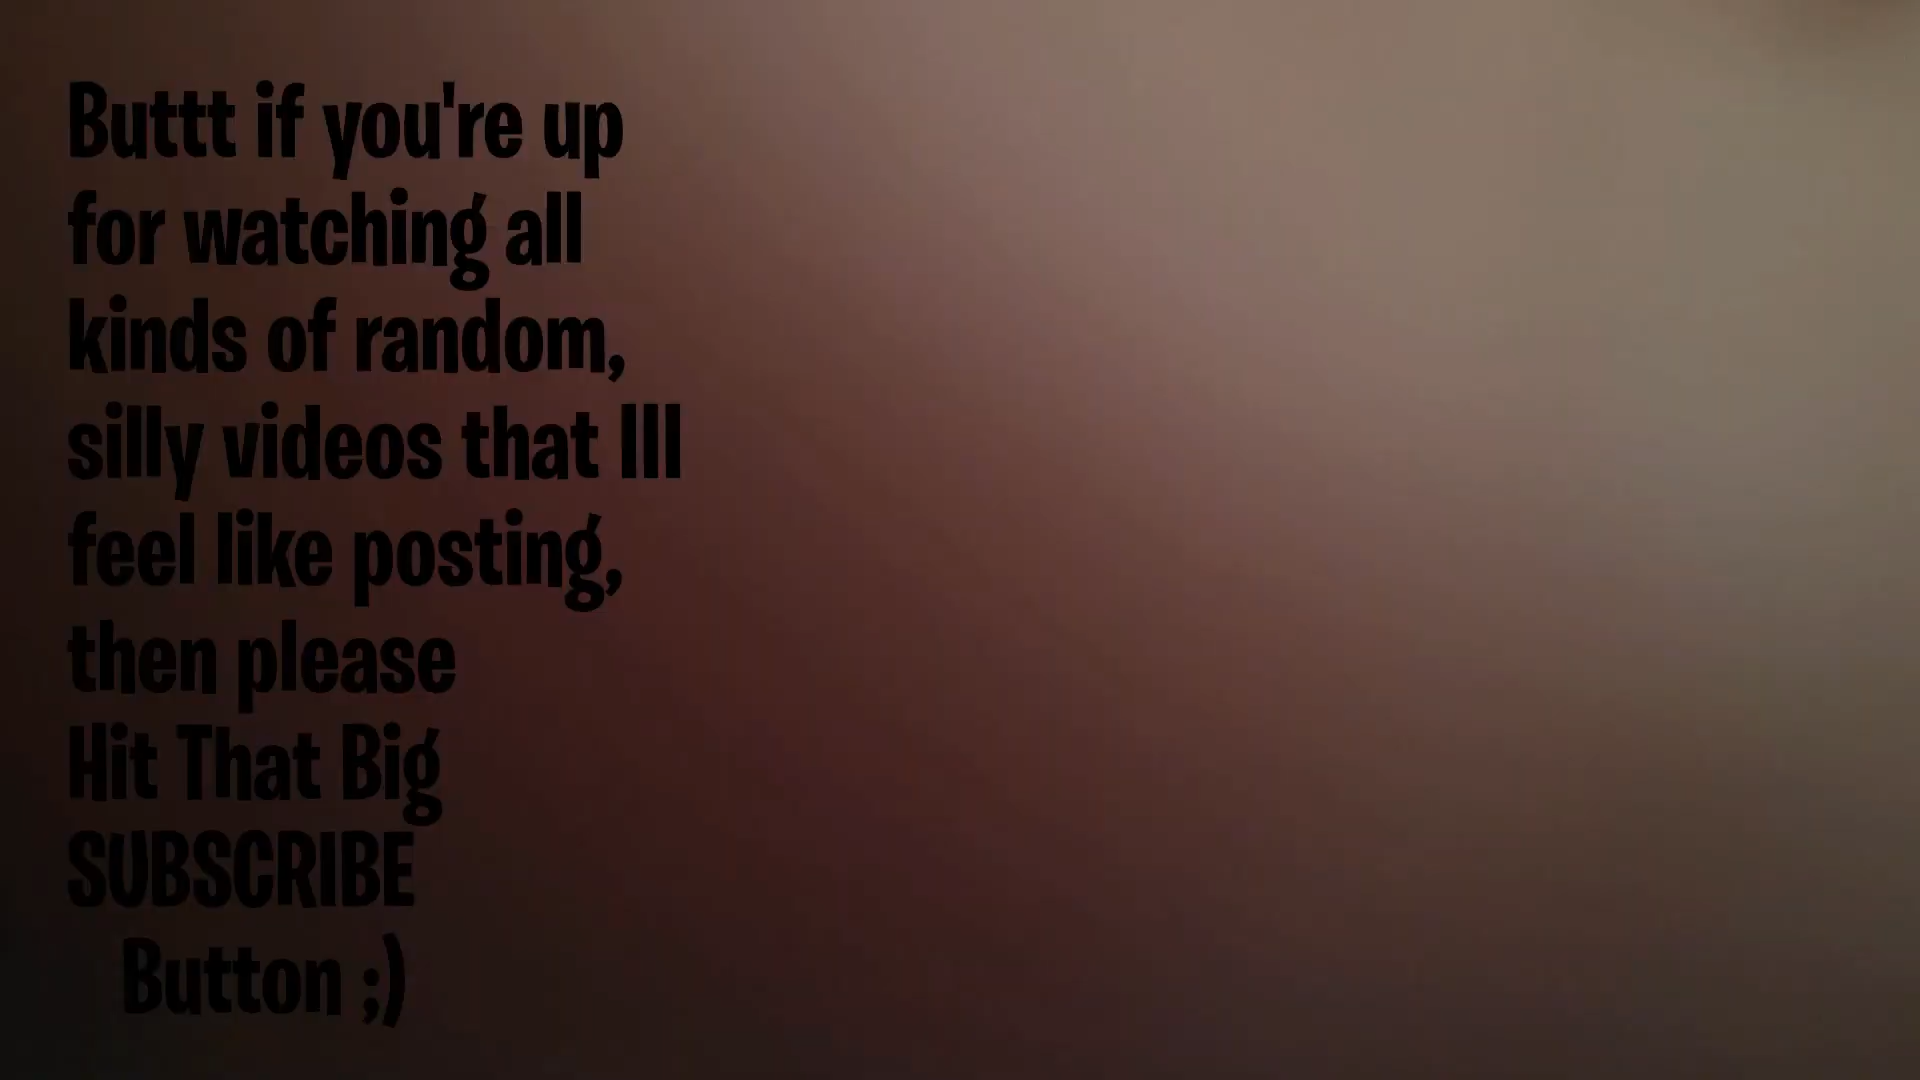 Buttt if you're up
for watching all
kinds of random,
silly videos that Ill
feel like posting,
then please
Hit That Big
SUBSCRIBE
Button ;)